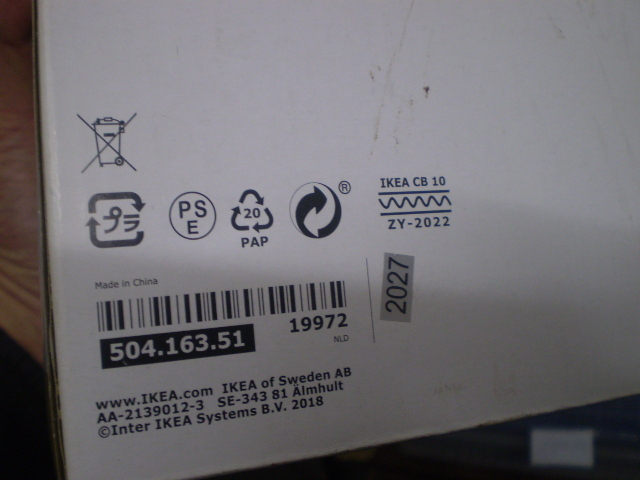 プラ
PS
E
20
PAP
®
IKEA CB 10
ZY-2022
Made in China
2027
19972
504.163.51
NLD
www.IKEA.com IKEA of Sweden AB
AA-2139012-3 SE-343 81 Älmhult
©Inter IKEA Systems B.V. 2018